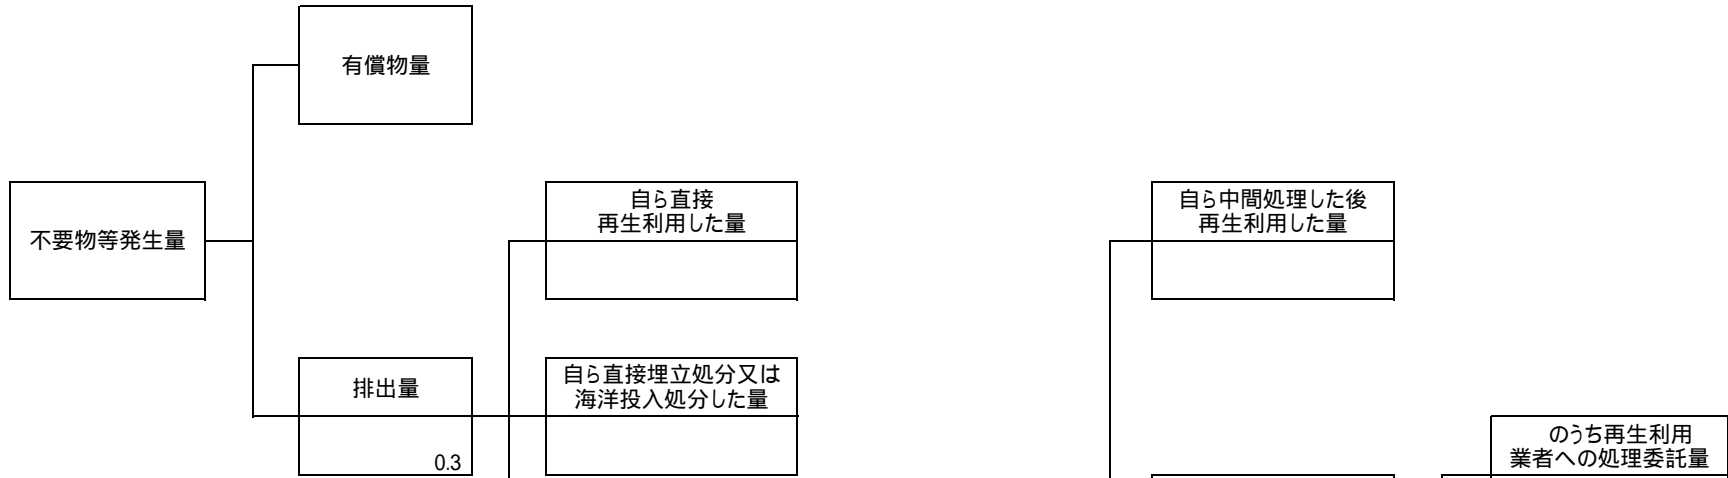 有償物量
不要物等発生量
自ら直接
再生利用した量
自ら中間処理した後
再生利用した量
排出量
0.3
自ら直接埋立処分又は
海洋投入処分した量
のうち再生利用
業者への処理委託量